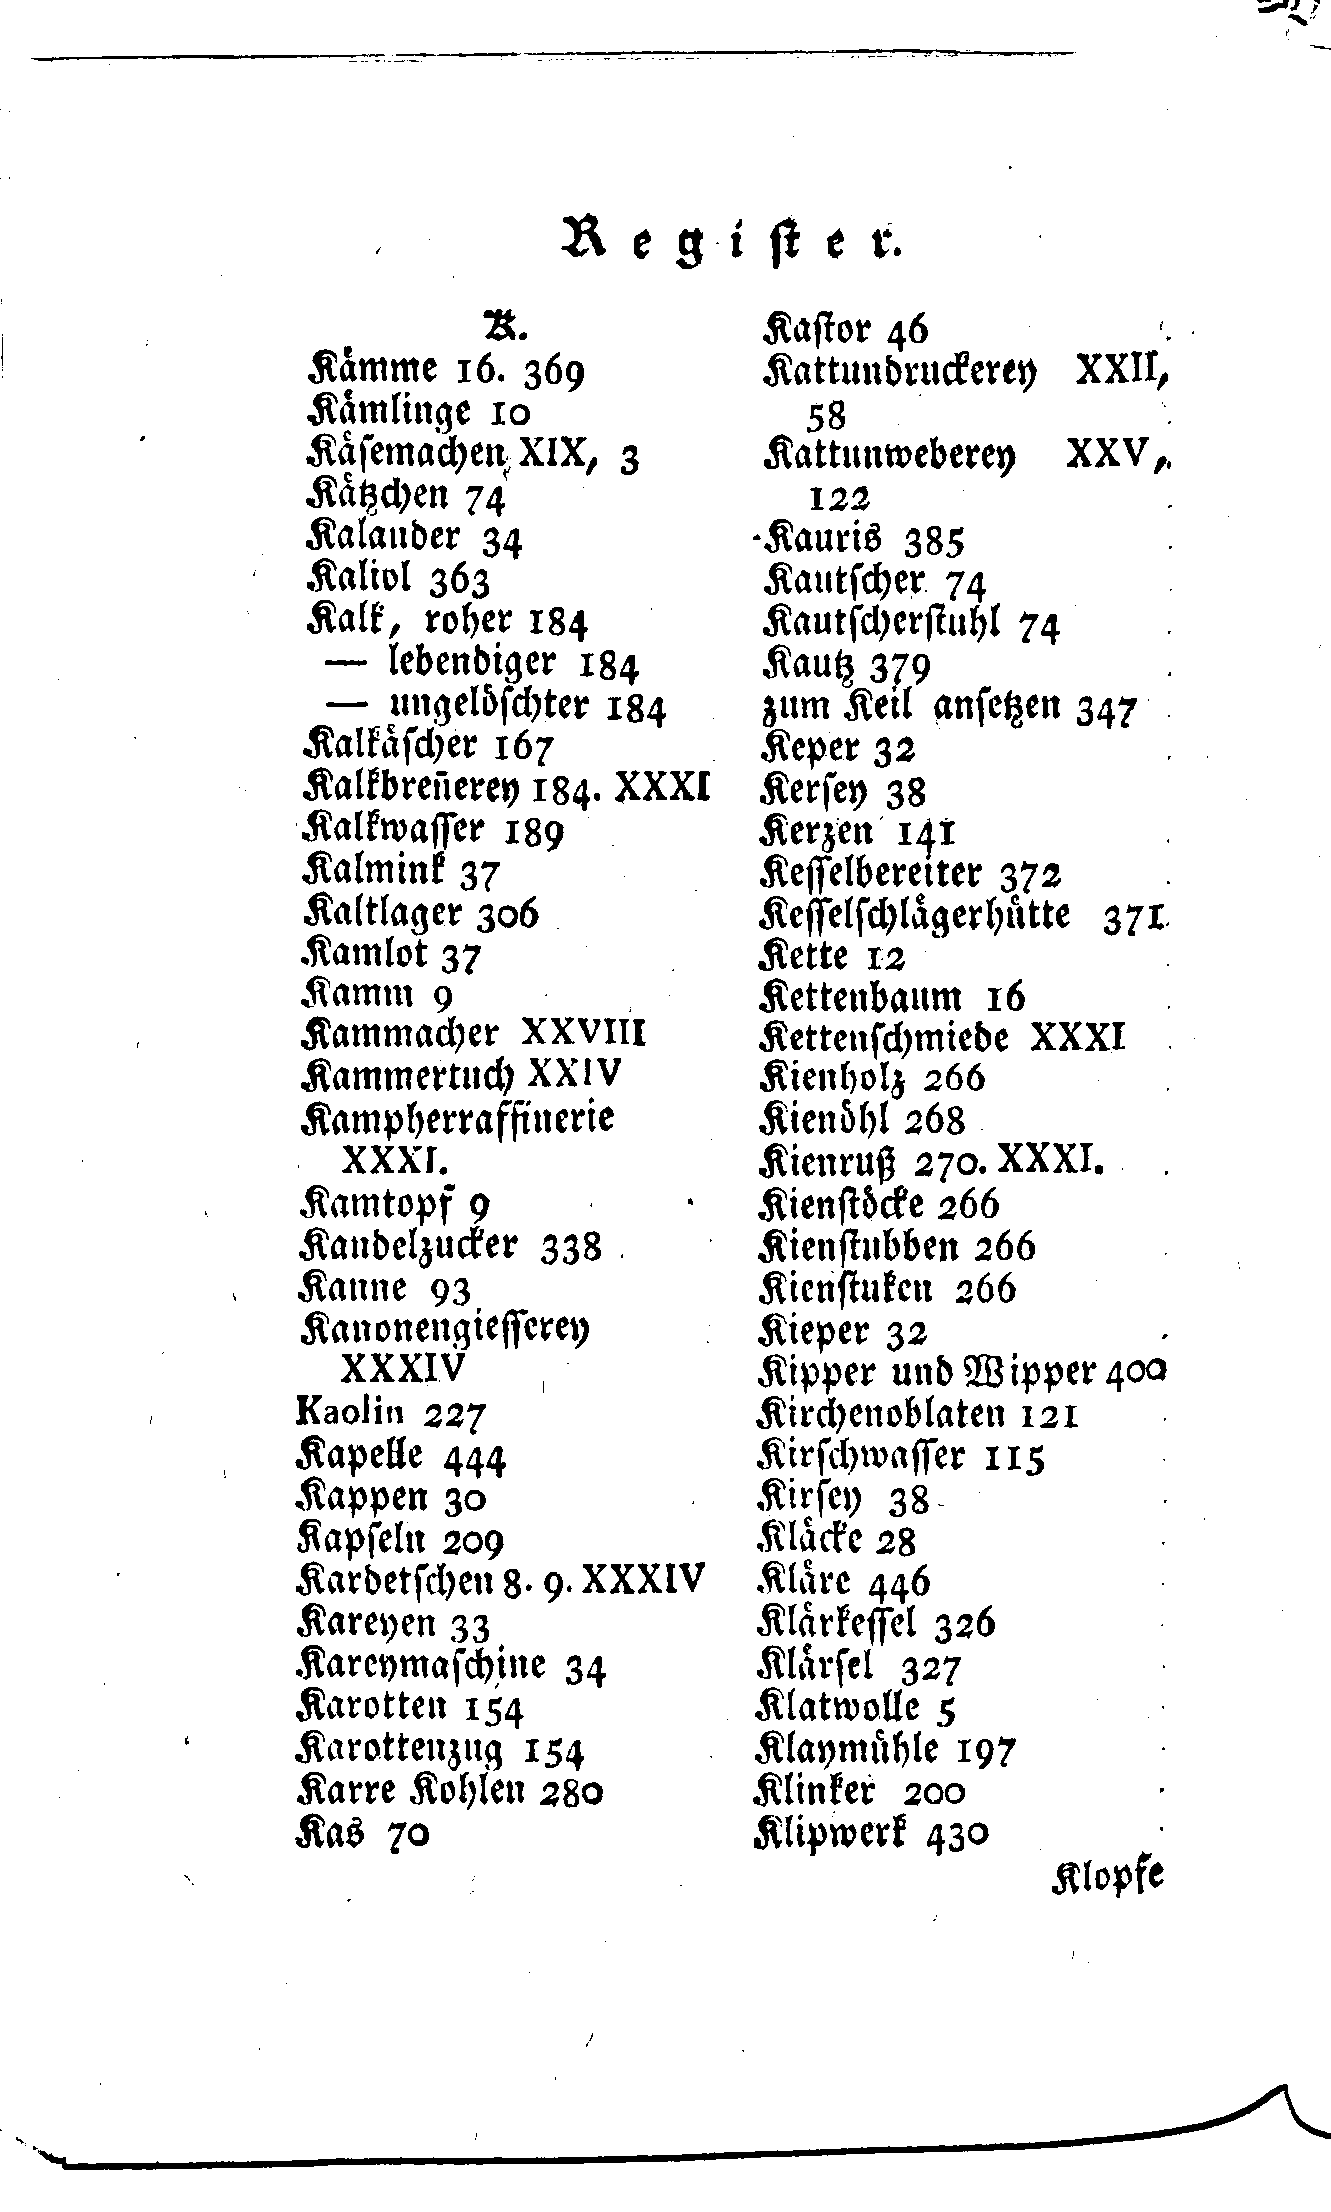 Register.
K.
Kämme 16. 369
Kämlinge 10
Käſemachen XIX, 3
Kätzchen 74
Kalander 34
Kaliol 363
Kalk, roher 184
— lebendiger 184
— ungelöſchter 184
Kalkäſcher 167
Kalkbren̄erey 184. XXXI
Kalkwaſſer 189
Kalmink 37
Kaltlager 306
Kamlot 37
Kamm 9
Kammacher XXVIII
Kammertuch XXIV
Kampherraffinerie
XXXI.
Kamtopf 9
Kandelzucker 338
Kanne 93
Kanonengieſſerey
XXXIV
Kaolin 227
Kapelle 444
Kappen 30
Kapſeln 209
Kardetſchen 8. 9. XXXIV
Kareyen 33
Kareymaſchine 34
Karotten 154
Karottenzug 154
Karre Kohlen 280
Kas 70
Kaſtor 46
Kattundruckerey XXII,
58
Kattunweberey XXV,
122
Kauris 385
Kautſcher 74
Kautſcherſtuhl 74
Kautz 379
zum Keil anſetzen 347
Keper 32
Kerſey 38
Kerzen 141
Keſſelbereiter 372
Keſſelſchlägerhütte 371
Kette 12
Kettenbaum 16
Kettenſchmiede XXXI
Kienholz 266
Kienöhl 268
Kienruß 270. XXXI.
Kienſtöcke 266
Kienſtubben 266
Kienſtuken 266
Kieper 32
Kipper und Wipper 400
Kirchenoblaten 121
Kirſchwaſſer 115
Kirſey 38
Kläcke 28
Kläre 446
Klärkeſſel 326
Klärſel 327
Klatwolle 5
Klaymühle 197
Klinker 200
Klipwerk 430
Klopfe